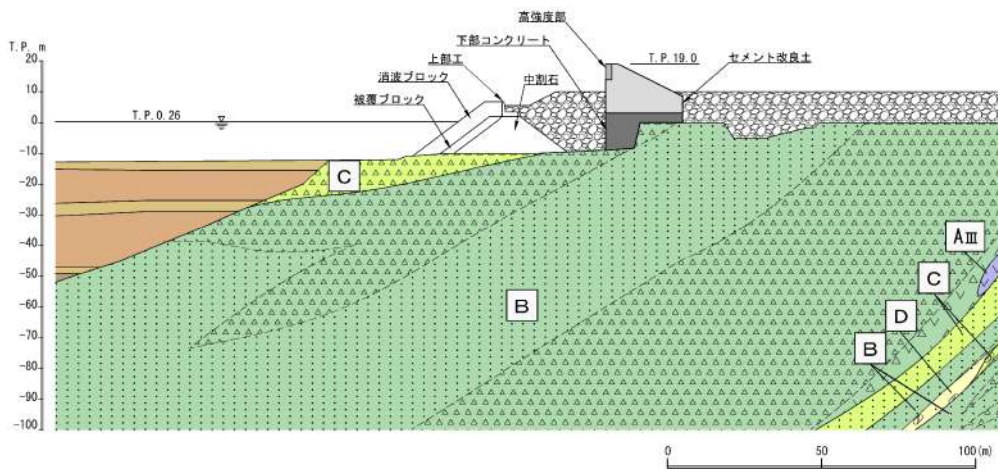 高強度部
T.P. m
下部コンクリート
T.P.19.0
セメント改良土
上部工
消波ブロック
中割石
被覆ブロック
T.P.0.26
20
10
0
-10
-20
-30
-40
-50
-60
-70
-80
-90
-100
C
B
AⅢ
C
D
B
0
50
100(m)